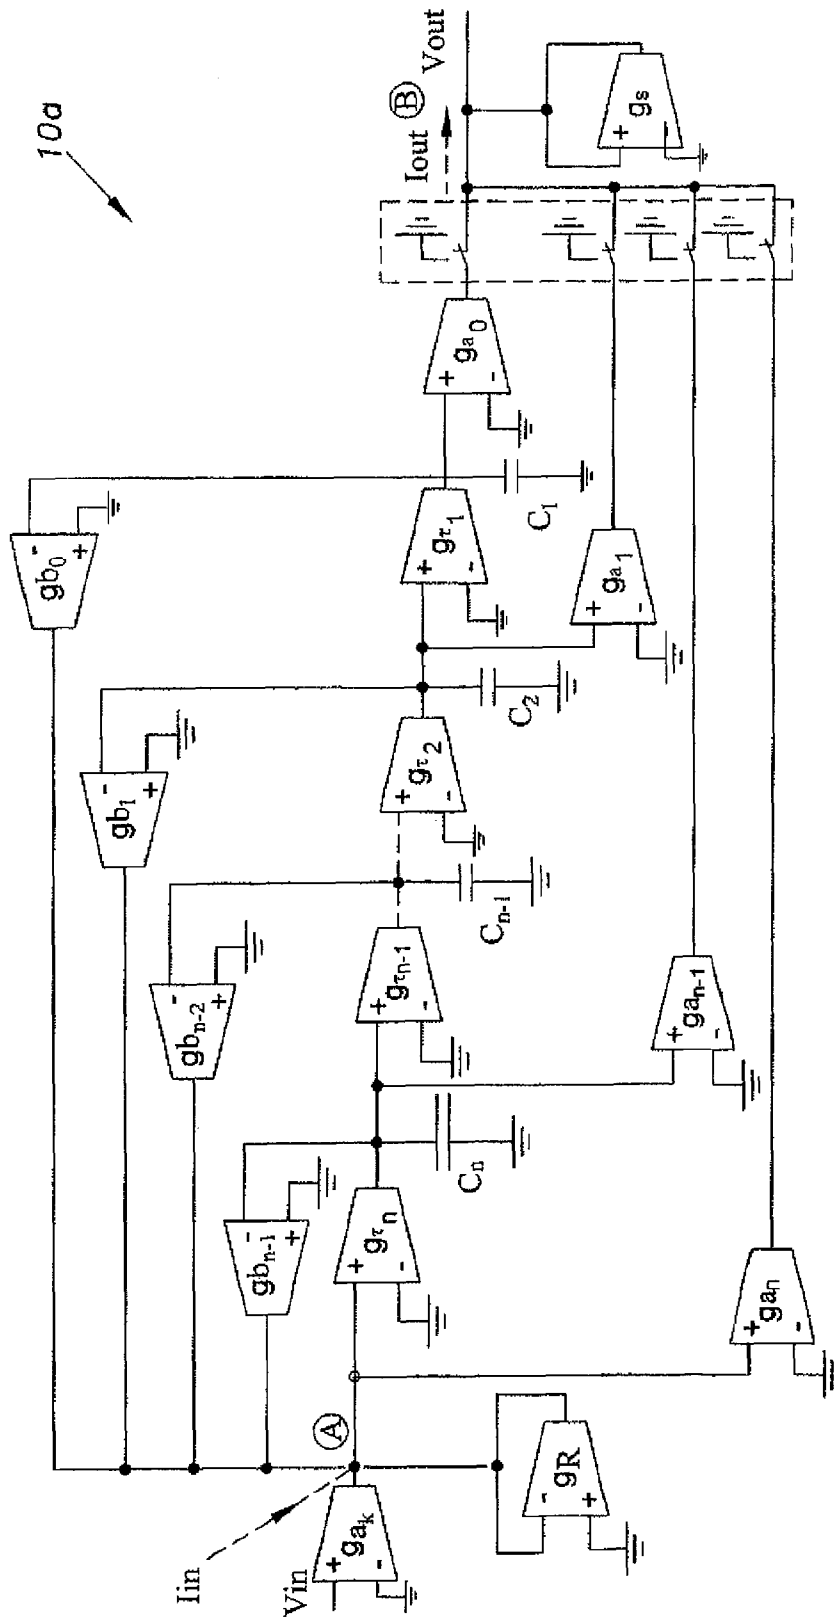 10a
Iout
B
Vout
+
gs
+
ga0
-
-
gb0
+
+
gτ1
-
C1
+
ga1
-
-
gb1
+
C2
+
gτ2
-
-
gbn-2
+
Cn-1
+
gτn-1
-
+
gan-1
-
-
gbn-1
+
Cn
+
gτn
-
+
gan
-
A
Iin
Vin
+
gak
-
-
gR
+